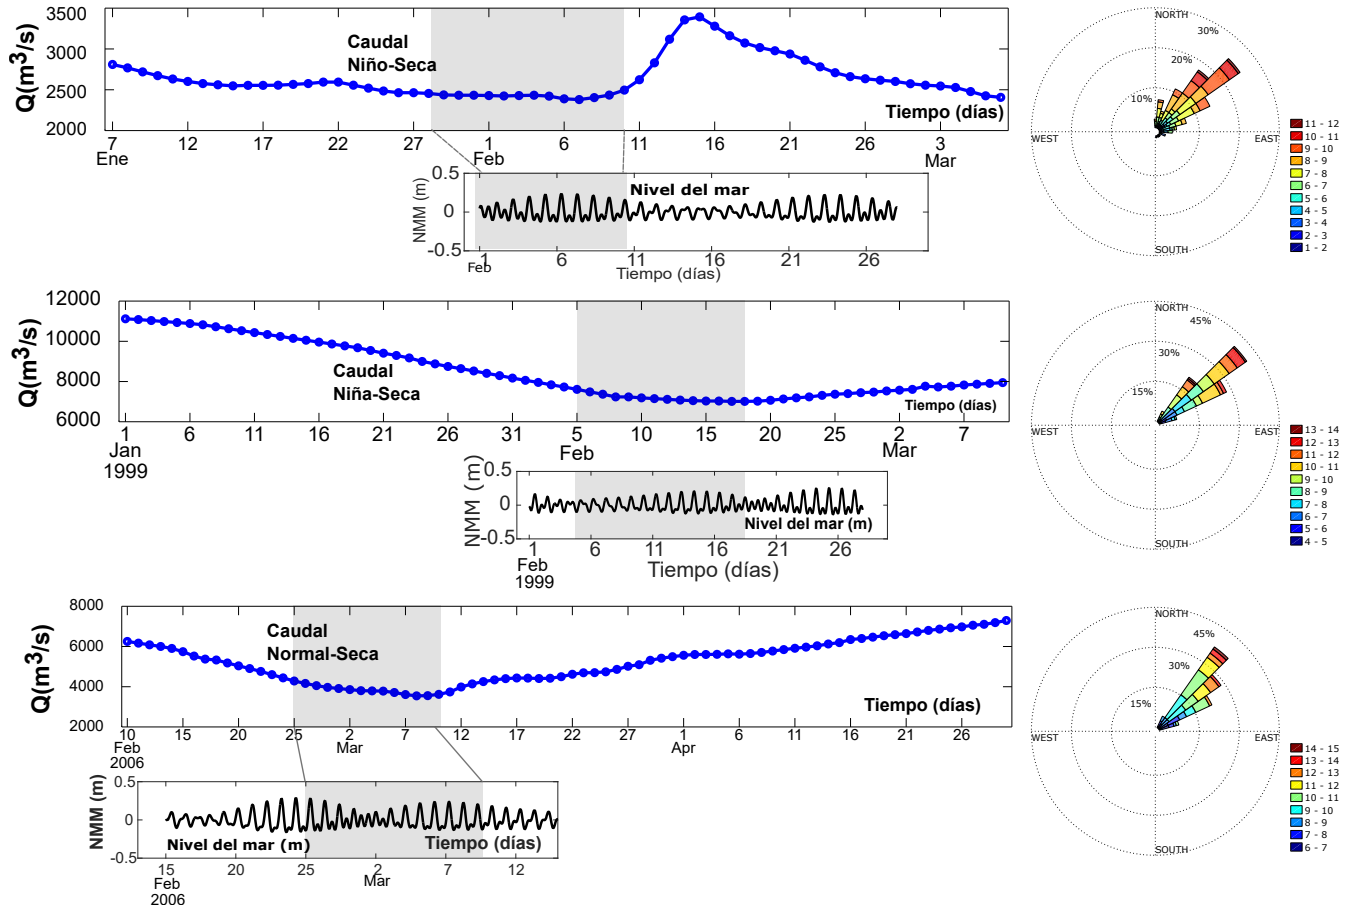 3500
3000
2500
2000
Q(m³/s)
Caudal
Niño-Seca
Tiempo (días)
7 12 17 22 27 Feb 6 11 16 21 26 3
Ene Mar
0.5
0
-0.5
NMM (m)
Nivel del mar
1 6 11 16 21 26
Feb
Tiempo (días)
NORTH
30%
20%
10%
WEST
EAST
SOUTH
11 - 12
10 - 11
9 - 10
8 - 9
7 - 8
6 - 7
5 - 6
4 - 5
3 - 4
2 - 3
1 - 2
12000
10000
8000
6000
Q(m³/s)
Caudal
Niña-Seca
Tiempo (días)
1 6 11 16 21 26 31 5 10 15 20 25 2 7
Jan Feb Mar
1999
0.5
0
-0.5
NMM (m)
Nivel del mar (m)
1 6 11 16 21 26
Feb
1999
Tiempo (días)
NORTH
45%
30%
15%
WEST
EAST
SOUTH
13 - 14
12 - 13
11 - 12
10 - 11
9 - 10
8 - 9
7 - 8
6 - 7
5 - 6
4 - 5
8000
6000
4000
2000
Q(m³/s)
Caudal
Normal-Seca
Tiempo (días)
10 15 20 25 2 7 12 17 22 27 1 6 11 16 21 26
Feb Mar Apr
2006
0.5
0
-0.5
NMM (m)
Nivel del mar (m)
Tiempo (días)
15 20 25 2 7 12
Feb Mar
2006
NORTH
45%
30%
15%
WEST
EAST
SOUTH
14 - 15
13 - 14
12 - 13
11 - 12
10 - 11
9 - 10
8 - 9
7 - 8
6 - 7